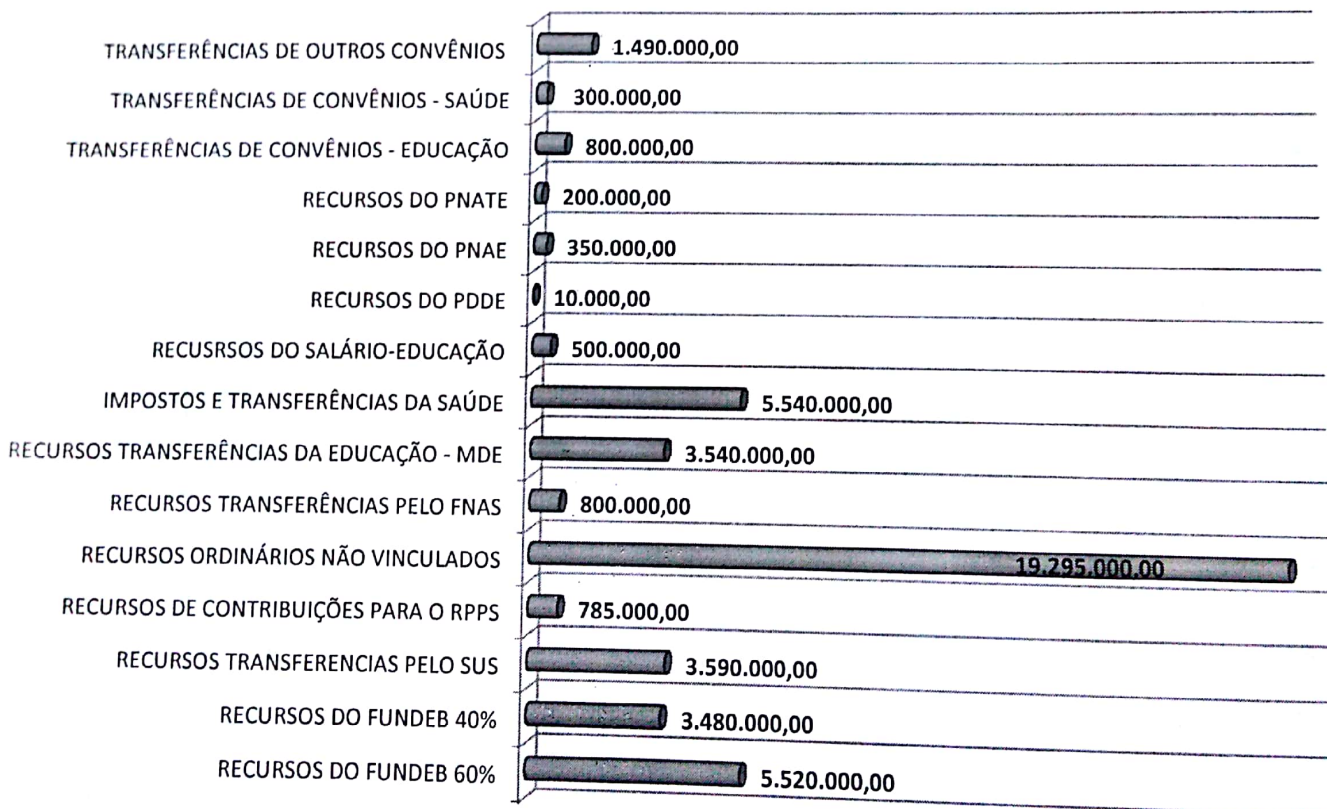 TRANSFERÊNCIAS DE OUTROS CONVÊNIOS 1.490.000,00
TRANSFERÊNCIAS DE CONVÊNIOS - SAÚDE 300.000,00
TRANSFERÊNCIAS DE CONVÊNIOS - EDUCAÇÃO 800.000,00
RECURSOS DO PNATE 200.000,00
RECURSOS DO PNAE 350.000,00
RECURSOS DO PDDE 10.000,00
RECUSRSOS DO SALÁRIO-EDUCAÇÃO 500.000,00
IMPOSTOS E TRANSFERÊNCIAS DA SAÚDE 5.540.000,00
RECURSOS TRANSFERÊNCIAS DA EDUCAÇÃO - MDE 3.540.000,00
RECURSOS TRANSFERÊNCIAS PELO FNAS 800.000,00
RECURSOS ORDINÁRIOS NÃO VINCULADOS 19.295.000,00
RECURSOS DE CONTRIBUIÇÕES PARA O RPPS 785.000,00
RECURSOS TRANSFERENCIAS PELO SUS 3.590.000,00
RECURSOS DO FUNDEB 40% 3.480.000,00
RECURSOS DO FUNDEB 60% 5.520.000,00